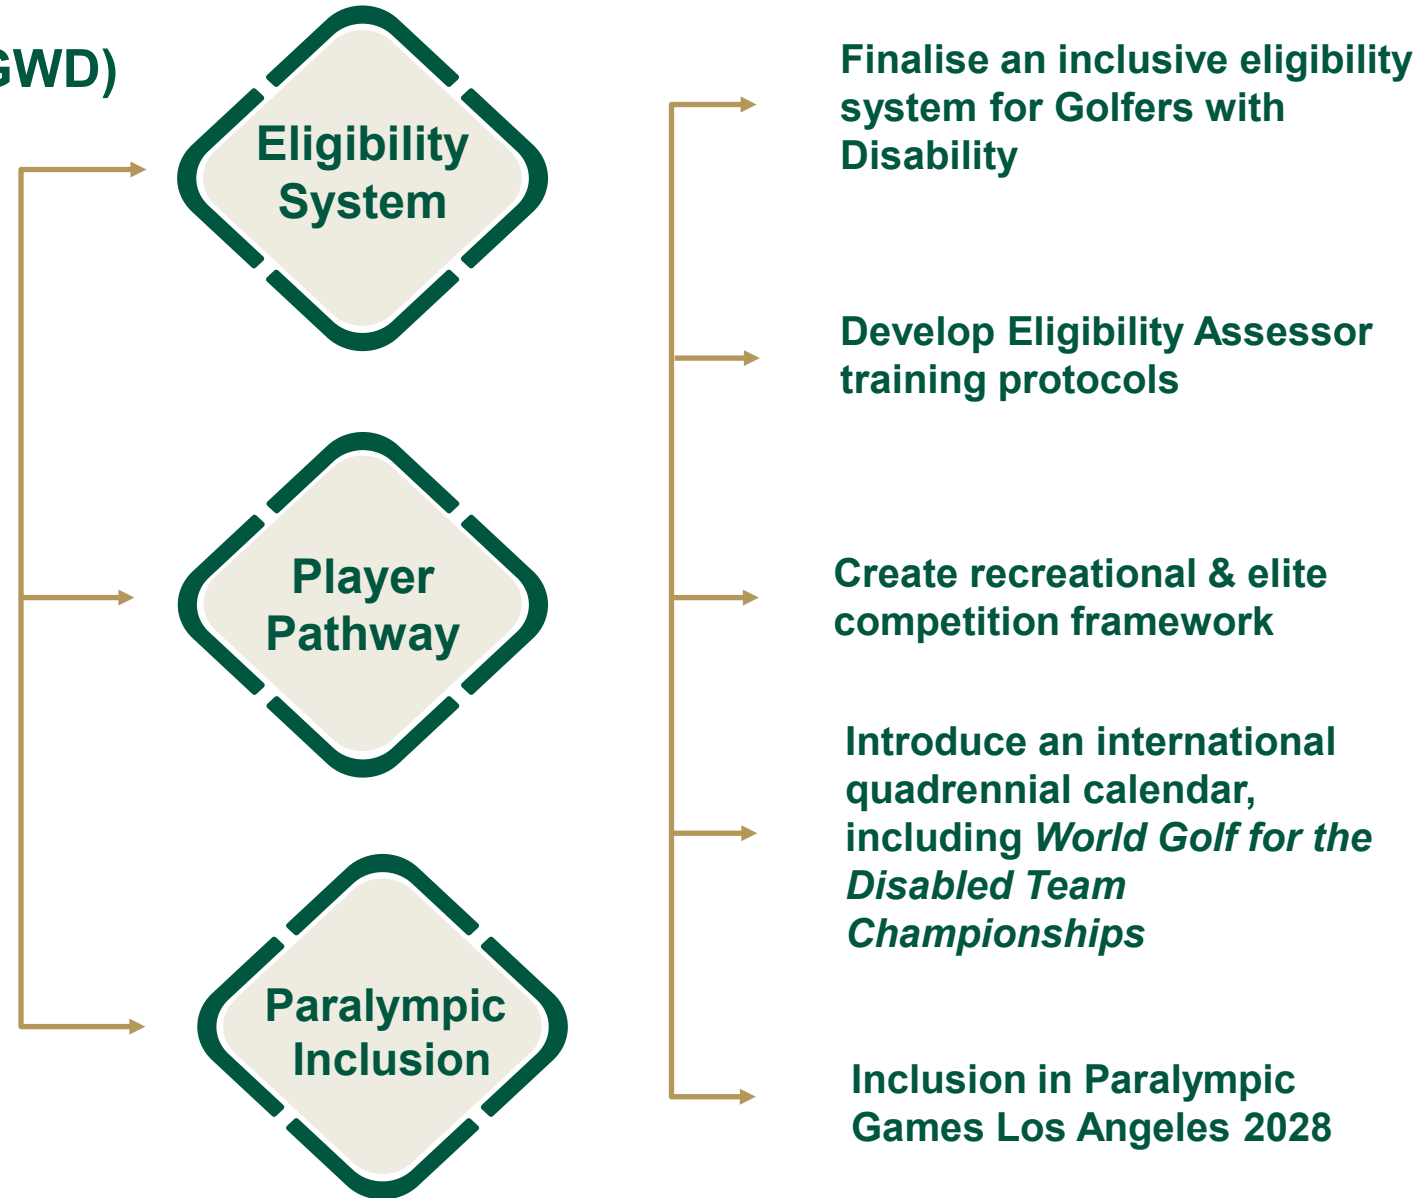 GWD)
Eligibility
System
Player
Pathway
Paralympic
Inclusion
Finalise an inclusive eligibility
system for Golfers with
Disability
Develop Eligibility Assessor
training protocols
Create recreational & elite
competition framework
Introduce an international
quadrennial calendar,
including World Golf for the
Disabled Team
Championships
Inclusion in Paralympic
Games Los Angeles 2028